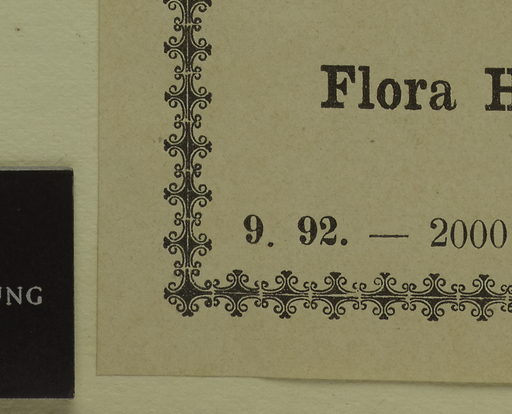 Flora H
9. 92. — 2000
UNG